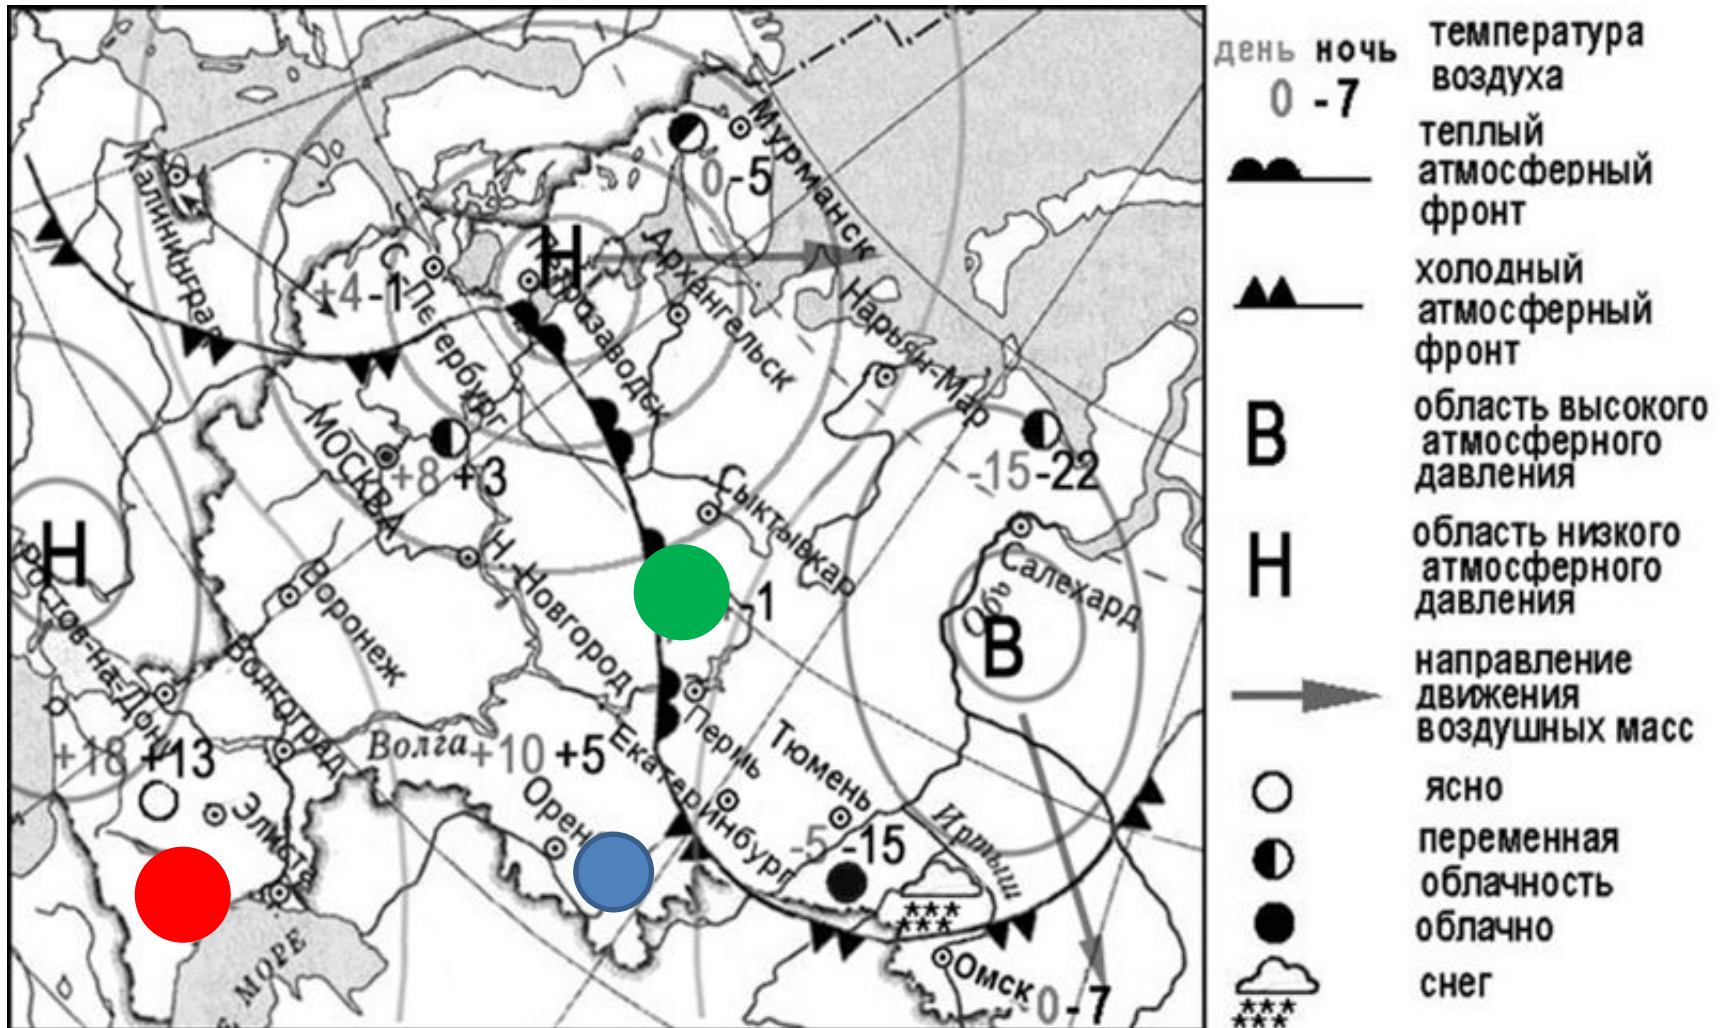 Мурманск
0 -5
Калининград
С.-Петербург
+4 -1
Н
Архангельск
Нарьян-Мар
МОСКВА
+8 +3
Сыктывкар
-15 -22
Салехард
Обь
В
Н
Ростов-на-Дону
Воронеж
Н.-Новгород
-1
Волгоград
Волга
+10 +5
Пермь
Екатеринбург
Тюмень
+18 +13
Элиста
-5 -15
Иртыш
МОРЕ
Омск
0 -7
день ночь
0 -7
температура
воздуха
теплый
атмосферный
фронт
холодный
атмосферный
фронт
В
область высокого
атмосферного
давления
Н
область низкого
атмосферного
давления
направление
движения
воздушных масс
ясно
переменная
облачность
облачно
снег